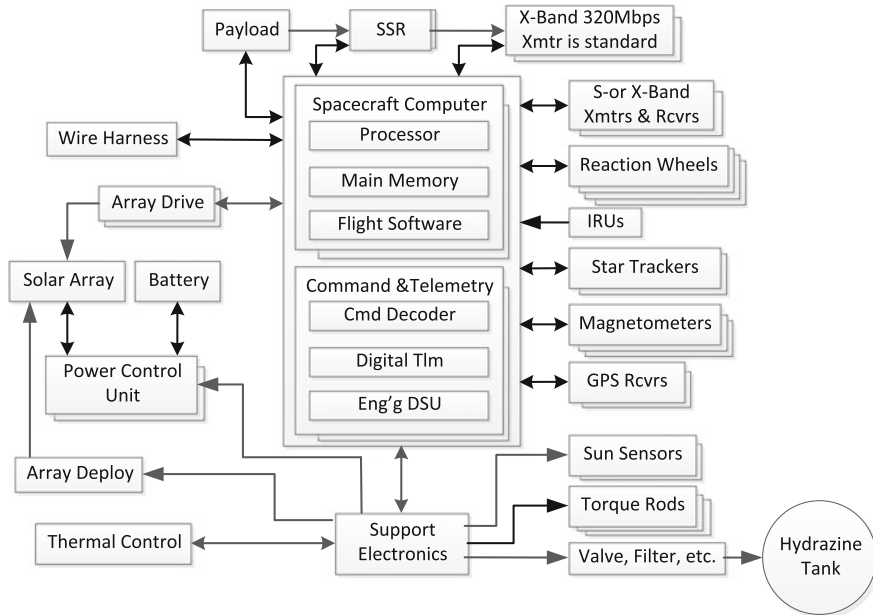 Payload
SSR
X-Band 320Mbps
Xmtr is standard
Spacecraft Computer
Processor
Main Memory
Flight Software
Command &Telemetry
Cmd Decoder
Digital Tlm
Eng’g DSU
Wire Harness
Array Drive
Solar Array
Battery
Power Control
Unit
Array Deploy
Thermal Control
Support
Electronics
S-or X-Band
Xmtrs & Rcvrs
Reaction Wheels
IRUs
Star Trackers
Magnetometers
GPS Rcvrs
Sun Sensors
Torque Rods
Valve, Filter, etc.
Hydrazine
Tank